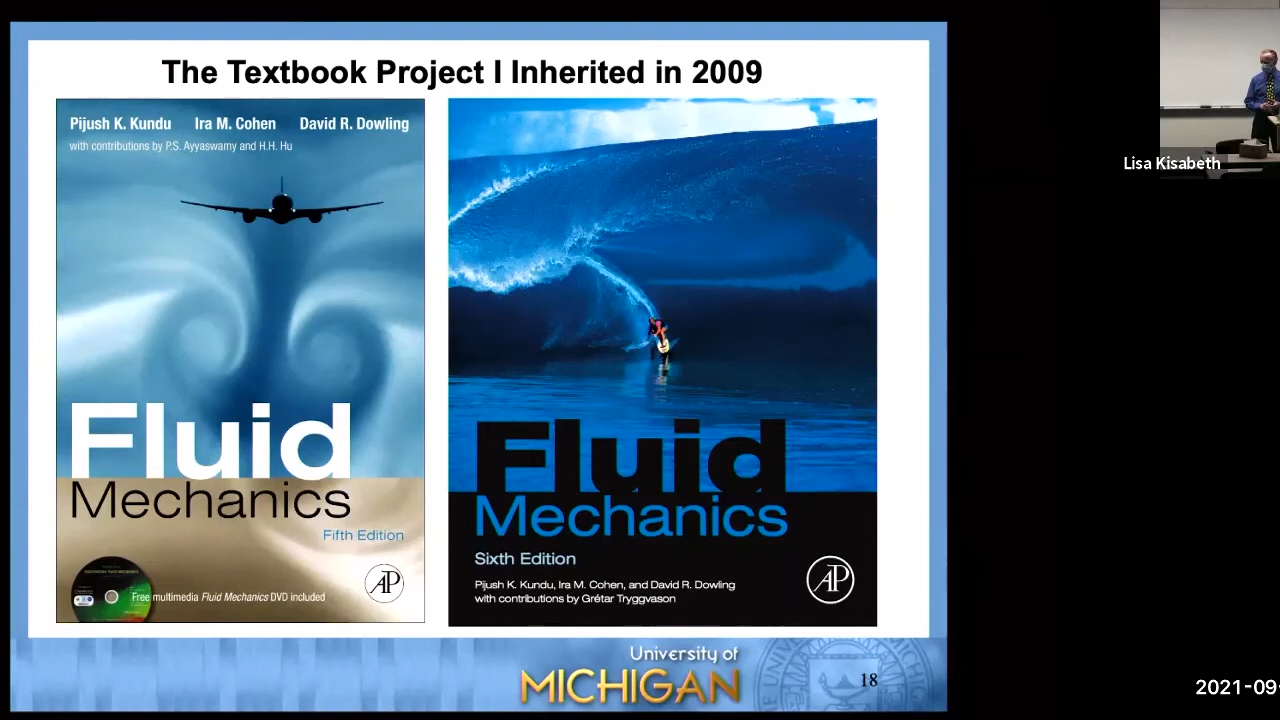 The Textbook Project I Inherited in 2009
Pijush K. Kundu Ira M. Cohen David R. Dowling
with contributions by P.S. Ayyaswamy and H.H. Hu
Fluid
Mechanics
Fifth Edition
Free multimedia Fluid Mechanics DVD included
AP
Fluid
Mechanics
Sixth Edition
Pijush K. Kundu, Ira M. Cohen, and David R. Dowling
with contributions by Grétar Tryggvason
AP
University of
MICHIGAN
18
Lisa Kisabeth
2021-09-